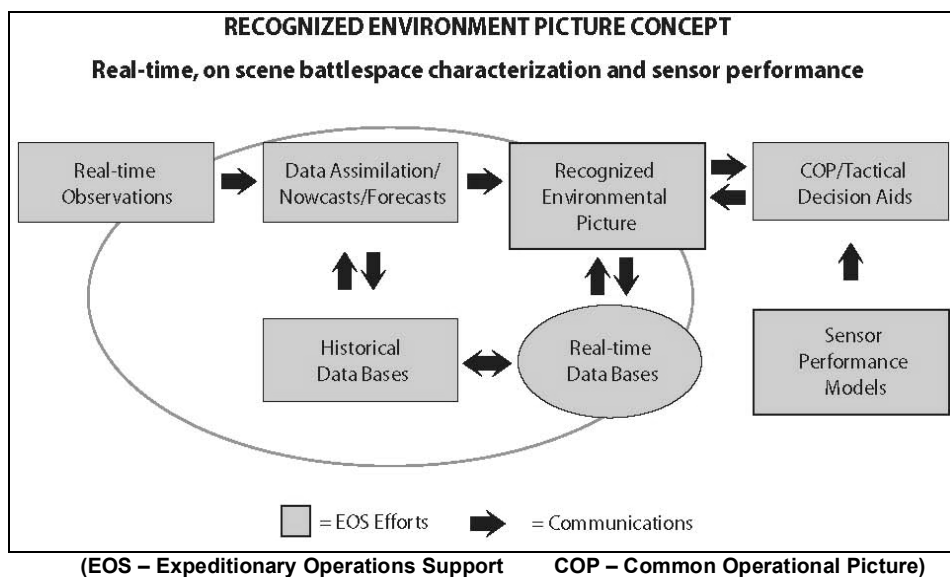 RECOGNIZED ENVIRONMENT PICTURE CONCEPT
Real-time, on scene battlespace characterization and sensor performance
Real-time
Observations
Data Assimilation/
Nowcasts/Forecasts
Recognized
Environmental
Picture
COP/Tactical
Decision Aids
Historical
Data Bases
Real-time
Data Bases
Sensor
Performance
Models
= EOS Efforts
= Communications
(EOS – Expeditionary Operations Support COP – Common Operational Picture)